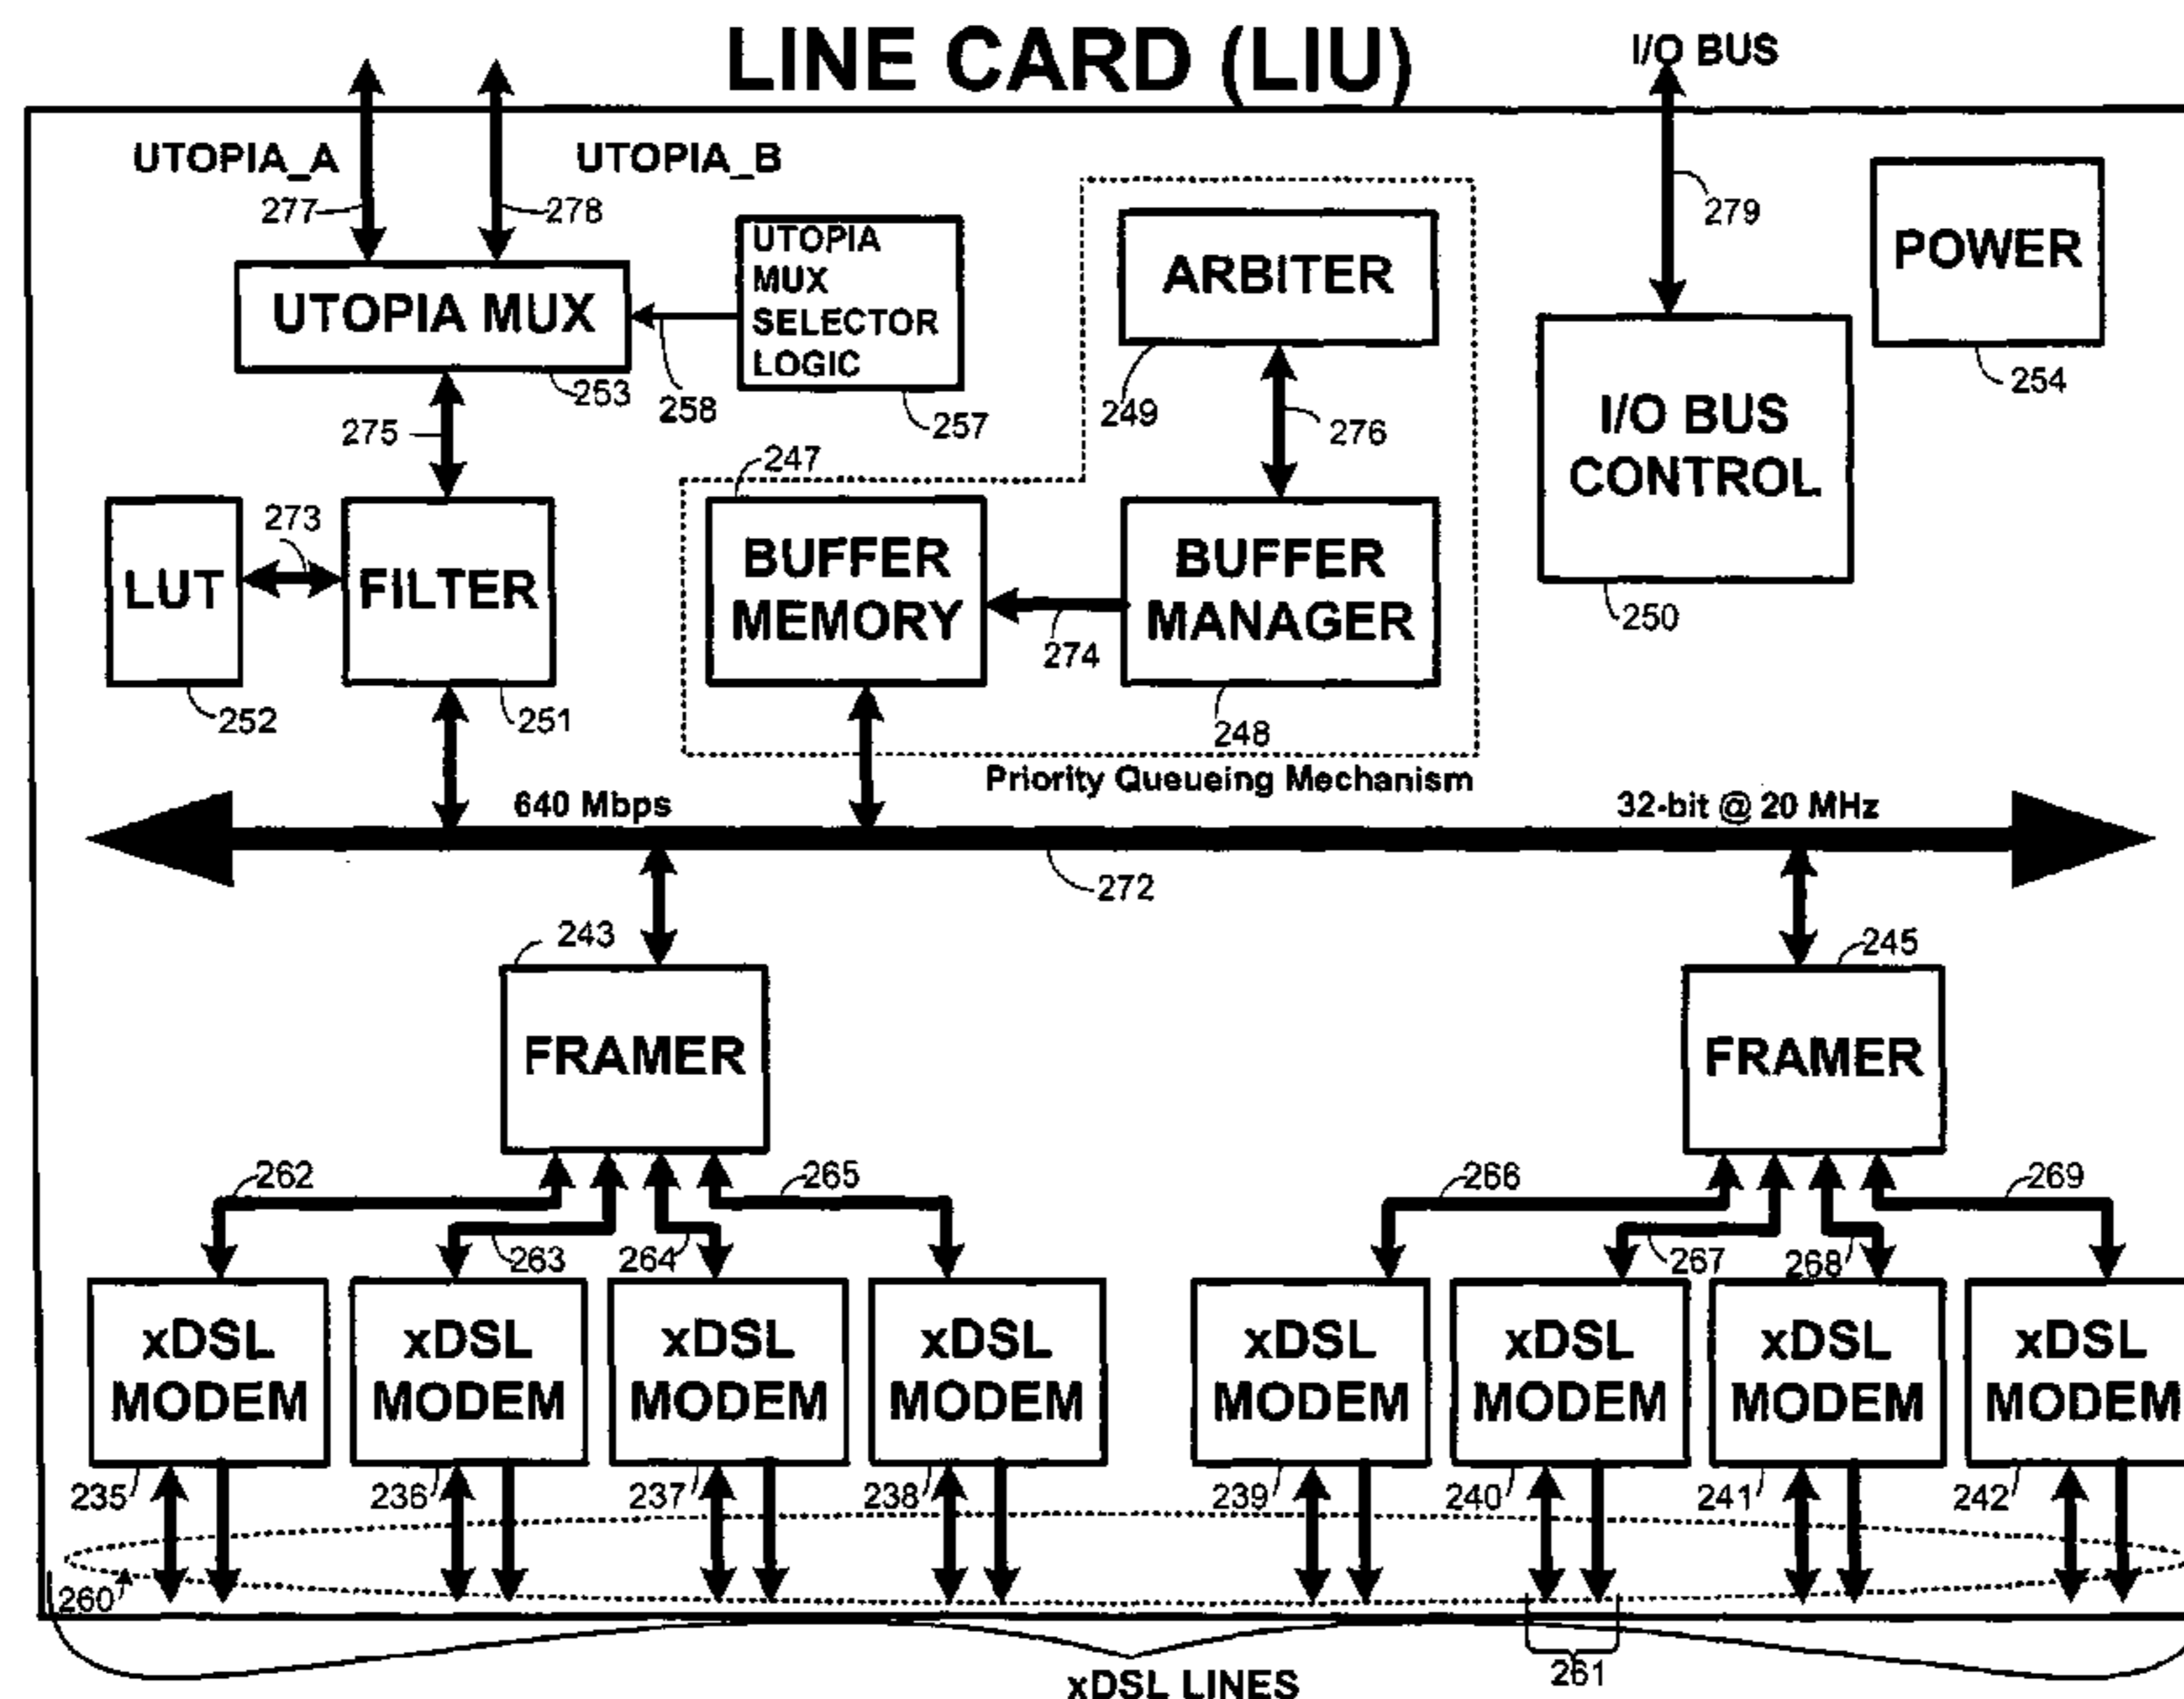 LINE CARD (LIU)
I/O BUS
UTOPIA_A
UTOPIA_B
277
278
279
UTOPIA
MUX
SELECTOR
LOGIC
ARBITER
POWER
UTOPIA MUX
253
258
257
249
254
275
276
I/O BUS
CONTROL
247
273
LUT
FILTER
BUFFER
MEMORY
BUFFER
MANAGER
274
250
252
251
248
Priority Queueing Mechanism
640 Mbps
32-bit @ 20 MHz
272
243
245
FRAMER
FRAMER
262
265
266
269
263
264
267
268
xDSL
MODEM
xDSL
MODEM
xDSL
MODEM
xDSL
MODEM
xDSL
MODEM
xDSL
MODEM
xDSL
MODEM
xDSL
MODEM
235
236
237
238
239
240
241
242
260
261
xDSL LINES